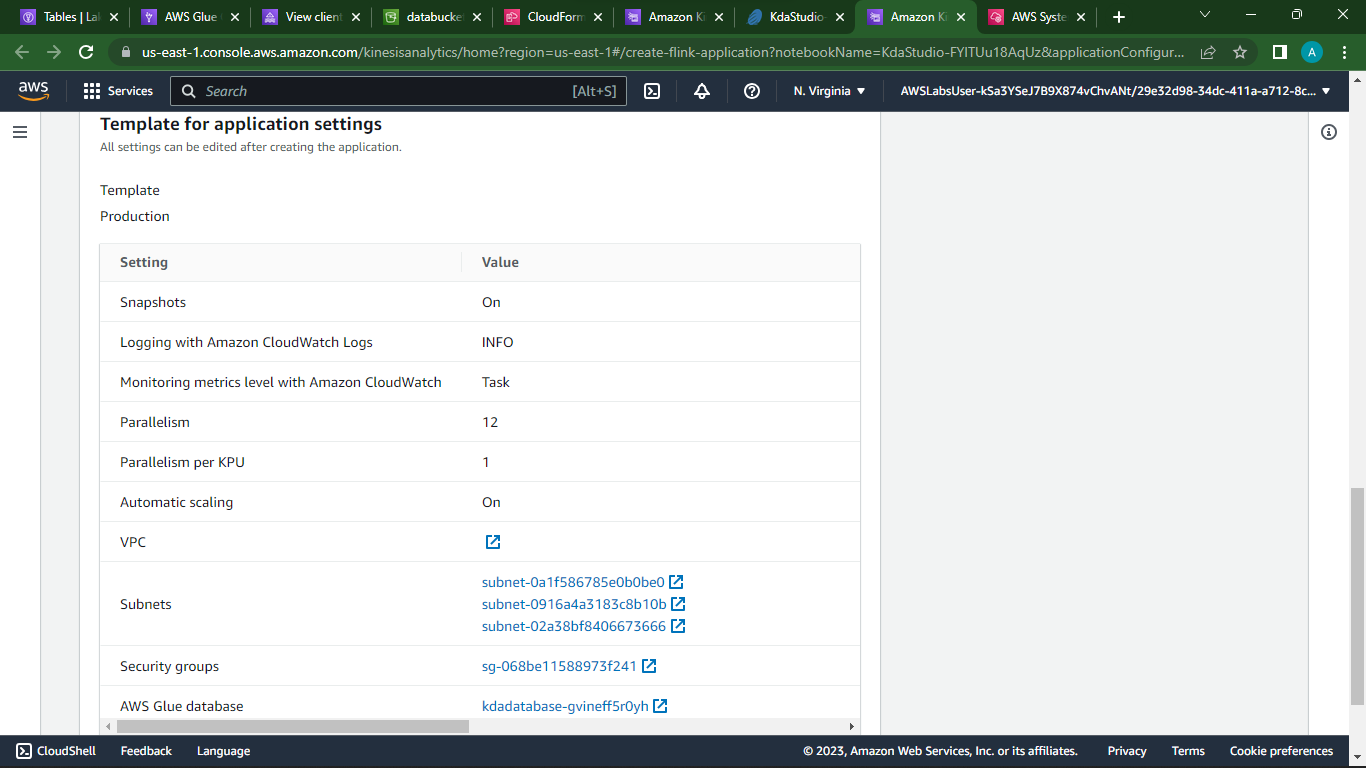 Tables | La
AWS Glue
View client
databucke
CloudForm
Amazon Ki
KdaStudio-
Amazon Ki
AWS Syste
us-east-1.console.aws.amazon.com/kinesisanalytics/home?region=us-east-1#/create-flink-application?notebookName=KdaStudio-FYlTUu18AqUz&applicationConfigur...
A
aws
Services
Search
[Alt+S]
N. Virginia
AWSLabsUser-kSa3YSeJ7B9X874vChvANt/29e32d98-34dc-411a-a712-8c...
Template for application settings
All settings can be edited after creating the application.
Template
Production
Setting Value
Snapshots On
Logging with Amazon CloudWatch Logs INFO
Monitoring metrics level with Amazon CloudWatch Task
Parallelism 12
Parallelism per KPU 1
Automatic scaling On
VPC
Subnets
subnet-0a1f586785e0b0be0
subnet-0916a4a3183c8b10b
subnet-02a38bf8406673666
Security groups sg-068be11588973f241
AWS Glue database kdadatabase-gvineff5r0yh
CloudShell Feedback Language © 2023, Amazon Web Services, Inc. or its affiliates. Privacy Terms Cookie preferences